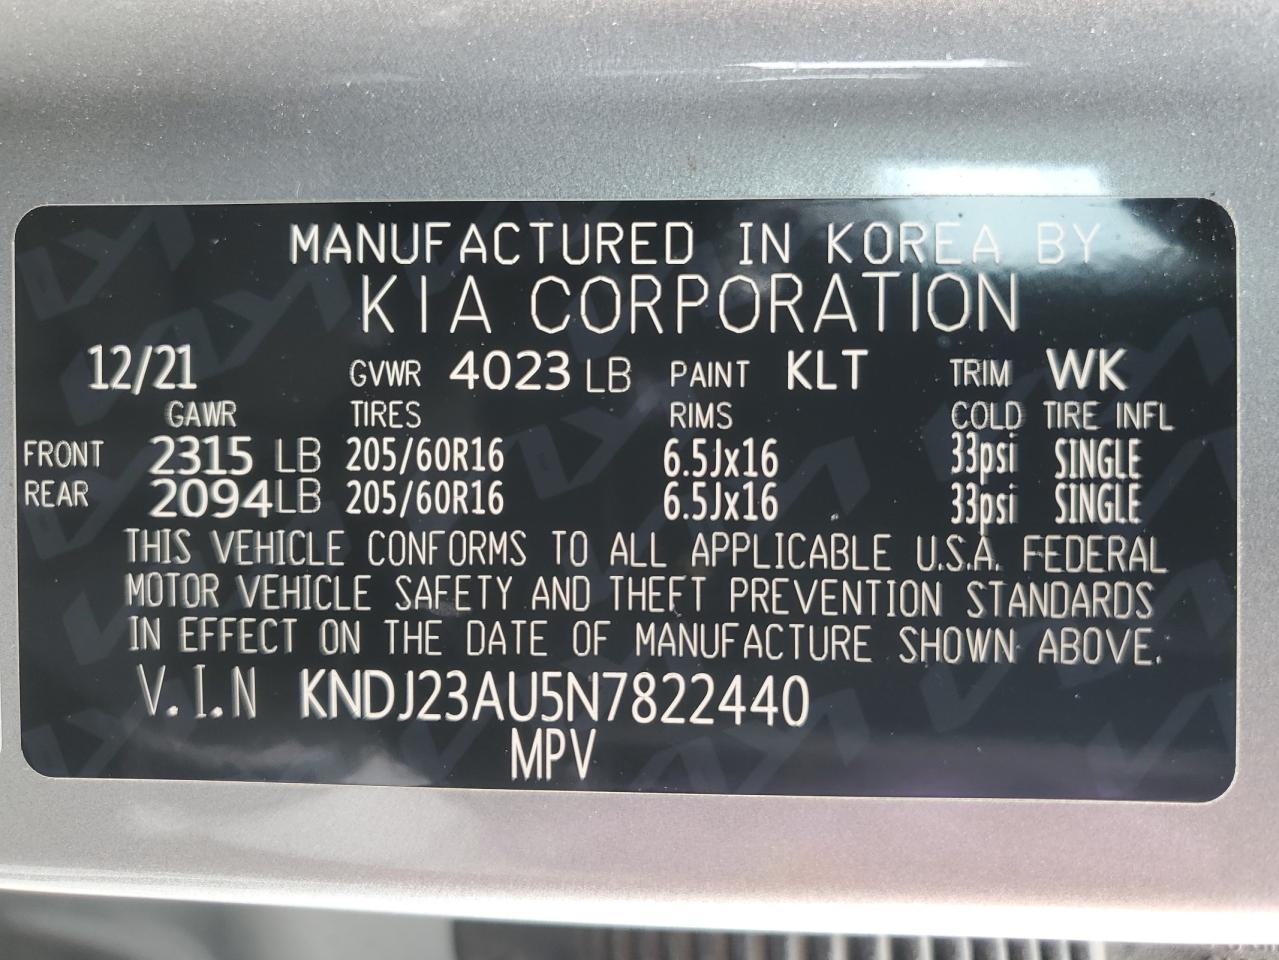 MANUFACTURED IN KOREA BY
KIA CORPORATION
12/21 GVWR 4023 LB PAINT KLT TRIM WK
GAWR TIRES RIMS COLD TIRE INFL
FRONT 2315 LB 205/60R16 6.5Jx16 33psi SINGLE
REAR 2094 LB 205/60R16 6.5Jx16 33psi SINGLE
THIS VEHICLE CONFORMS TO ALL APPLICABLE U.S.A. FEDERAL
MOTOR VEHICLE SAFETY AND THEFT PREVENTION STANDARDS
IN EFFECT ON THE DATE OF MANUFACTURE SHOWN ABOVE.
V.I.N KNDJ23AU5N7822440
MPV